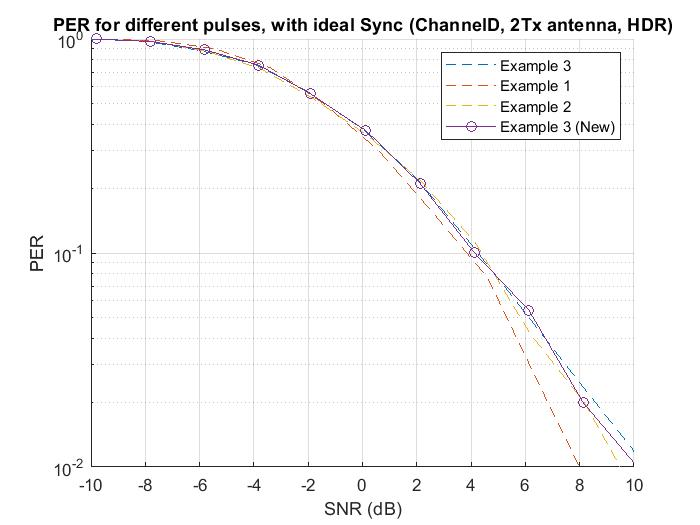 PER for different pulses, with ideal Sync (ChannelD, 2Tx antenna, HDR)
10^0
Example 3
Example 1
Example 2
Example 3 (New)
PER
10^-1
10^-2
-10 -8 -6 -4 -2 0 2 4 6 8 10
SNR (dB)